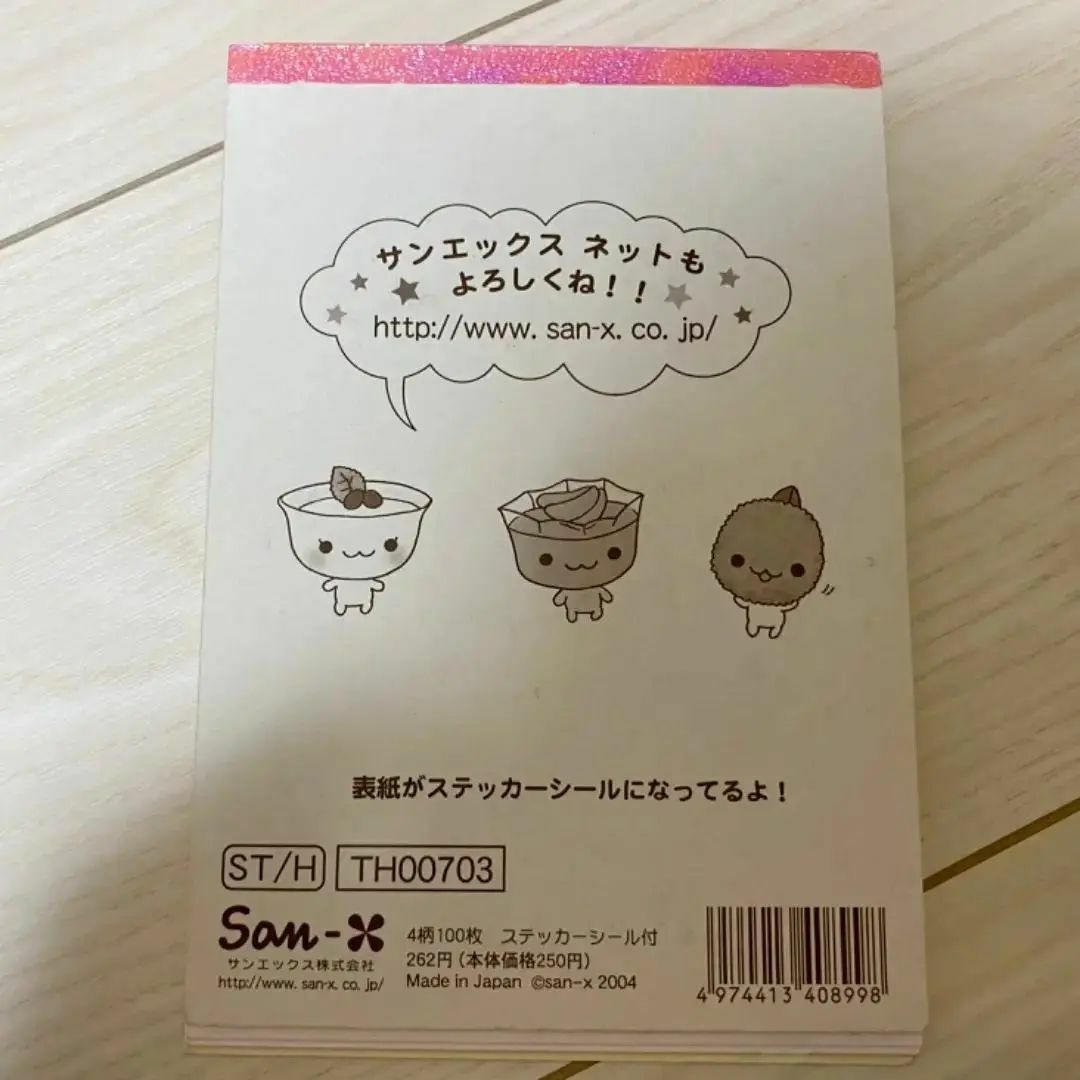 サンエックス ネットも
よろしくね！！
http://www. san-x. co. jp/
表紙がステッカーシールになってるよ！
ST/H TH00703
San-X
サンエックス株式会社
http://www. san-x. co. jp/
4柄100枚 ステッカーシール付
262円（本体価格250円）
Made in Japan ©san-x 2004
4 974413 408998